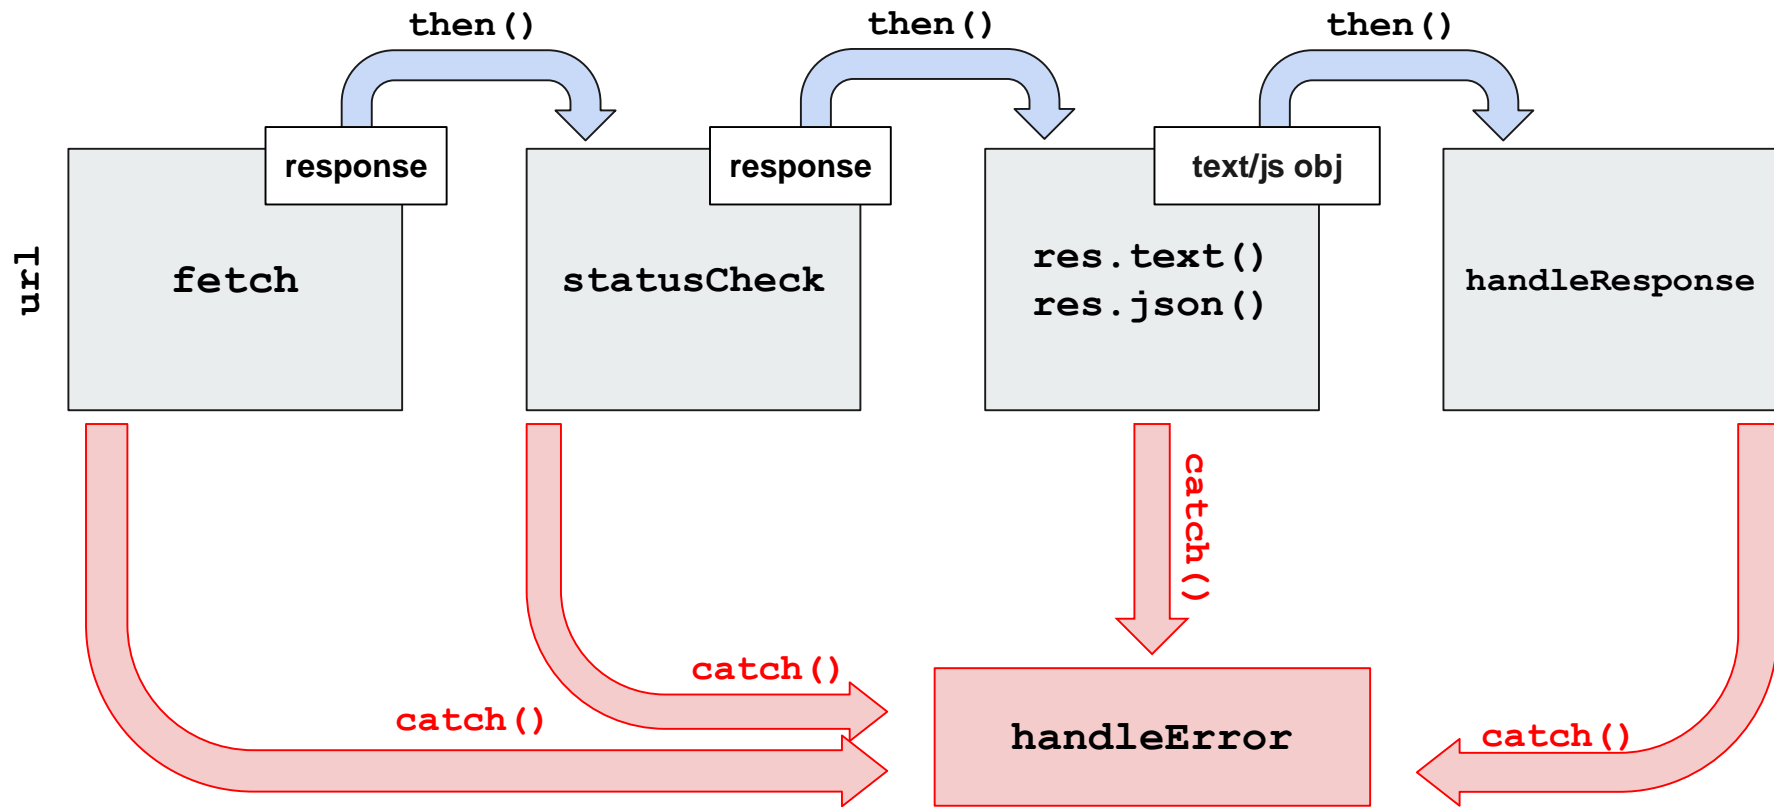 then()
then()
then()
response
response
text/js obj
url
fetch
statusCheck
res.text()
res.json()
handleResponse
catch()
catch()
catch()
handleError
catch()